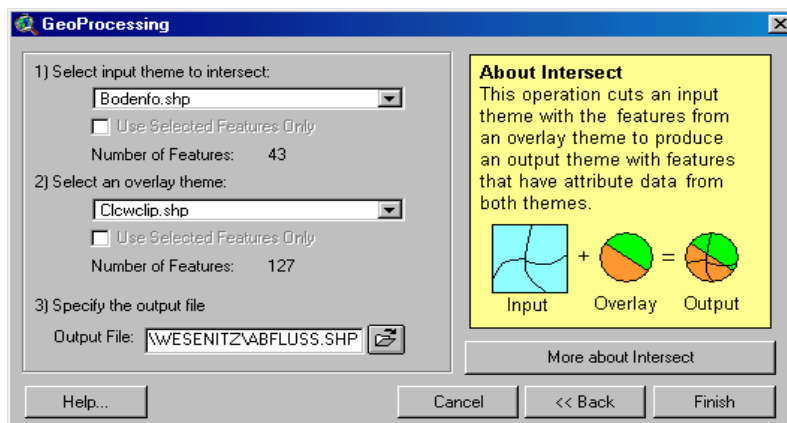 GeoProcessing
1) Select input theme to intersect:
Bodenfo.shp
Use Selected Features Only
Number of Features: 43
2) Select an overlay theme:
Clcwclip.shp
Use Selected Features Only
Number of Features: 127
3) Specify the output file
Output File: \WESENITZ\ABFLUSS.SHP
About Intersect
This operation cuts an input
theme with the features from
an overlay theme to produce
an output theme with features
that have attribute data from
both themes.
+ =
Input Overlay Output
More about Intersect
Help... Cancel << Back Finish